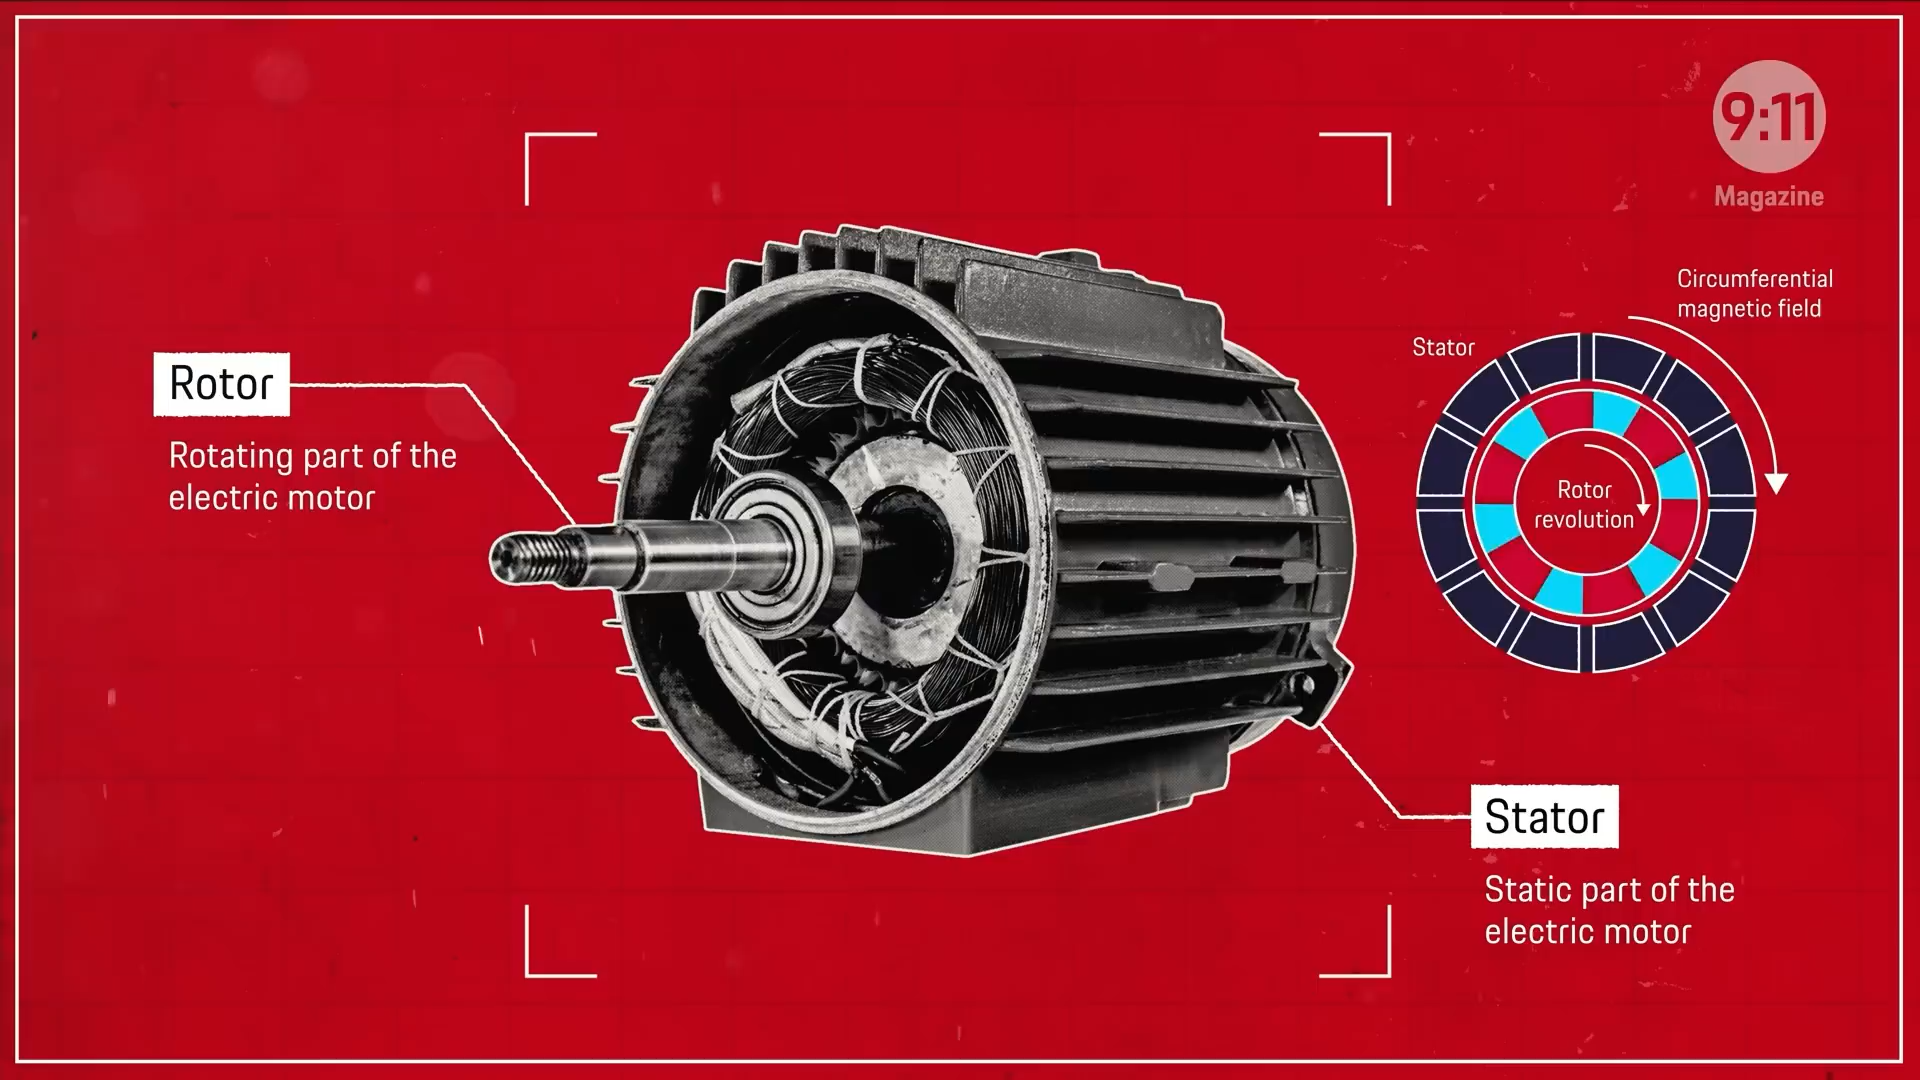 9:11
Magazine
Circumferential
magnetic field
Stator
Rotor
Rotating part of the
electric motor
Rotor
revolution
Stator
Static part of the
electric motor